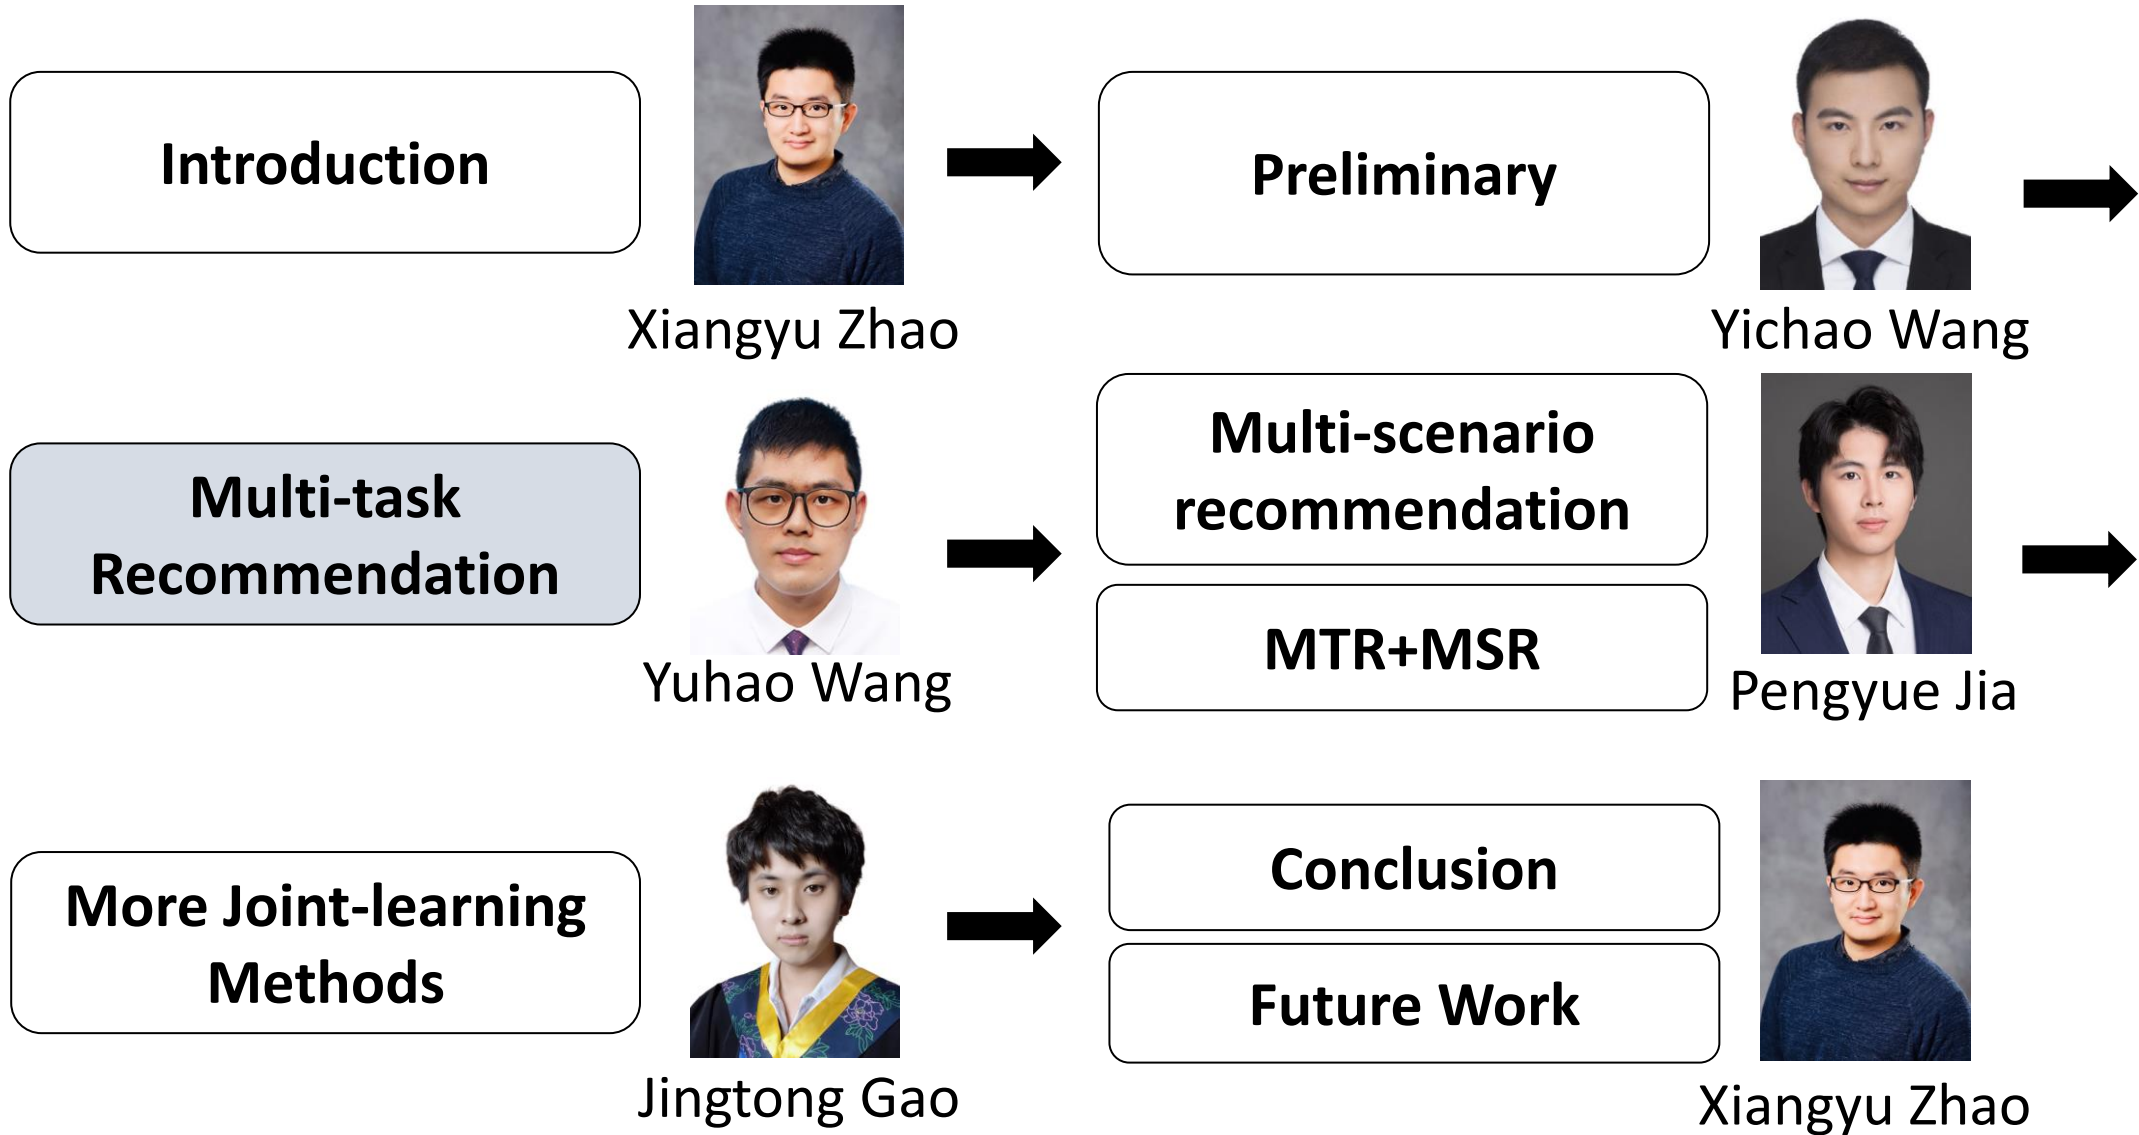 Introduction
Xiangyu Zhao
Preliminary
Yichao Wang
Multi-task
Recommendation
Yuhao Wang
Multi-scenario
recommendation
MTR+MSR
Pengyue Jia
More Joint-learning
Methods
Jingtong Gao
Conclusion
Future Work
Xiangyu Zhao